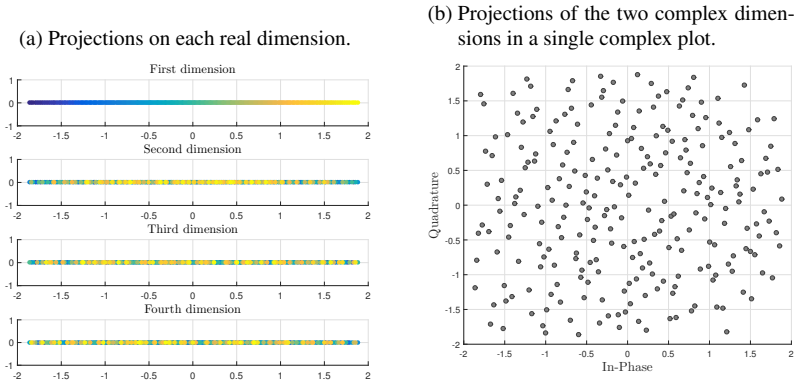 (a) Projections on each real dimension.
First dimension
1
0
-1
-2 -1.5 -1 -0.5 0 0.5 1 1.5 2
Second dimension
1
0
-1
-2 -1.5 -1 -0.5 0 0.5 1 1.5 2
Third dimension
1
0
-1
-2 -1.5 -1 -0.5 0 0.5 1 1.5 2
Fourth dimension
1
0
-1
-2 -1.5 -1 -0.5 0 0.5 1 1.5 2
(b) Projections of the two complex dimen-
sions in a single complex plot.
2
1.5
1
0.5
0
-0.5
-1
-1.5
-2
Quadrature
-2 -1.5 -1 -0.5 0 0.5 1 1.5 2
In-Phase